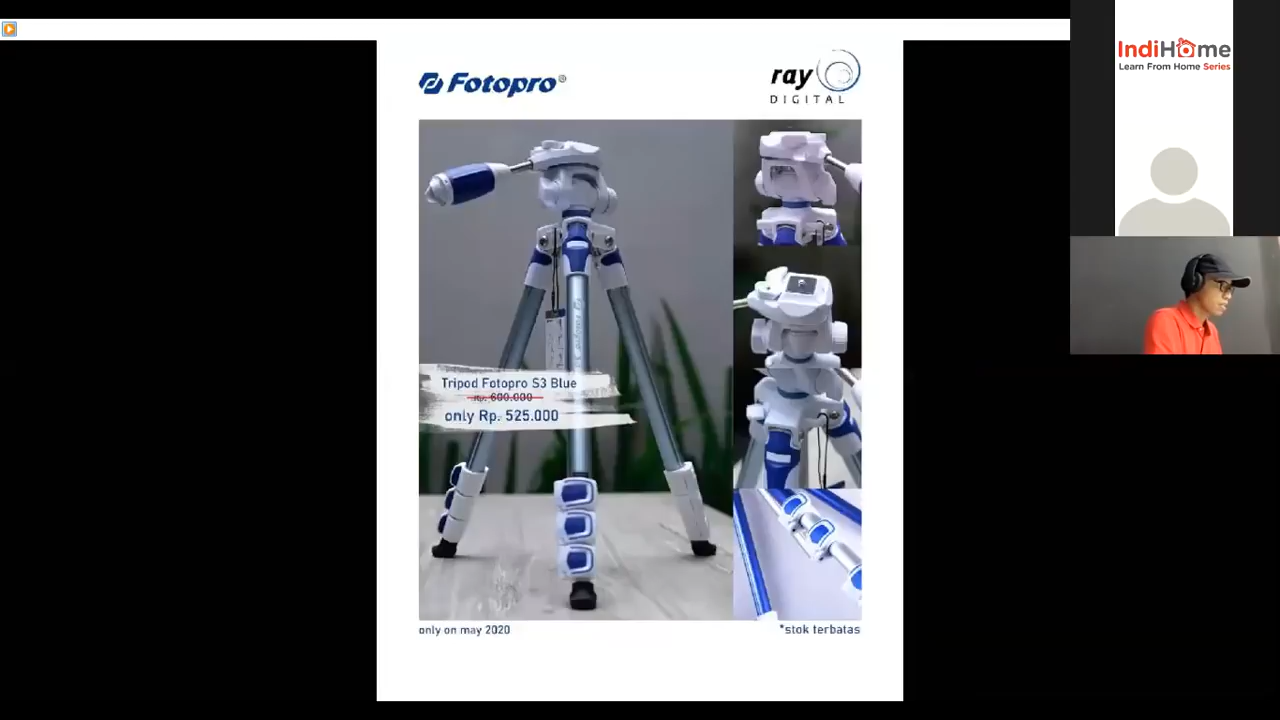 Fotopro®
ray
DIGITAL
IndiHome
Learn From Home Series
Tripod Fotopro S3 Blue
Rp. 600.000
only Rp. 525.000
only on may 2020
*stok terbatas